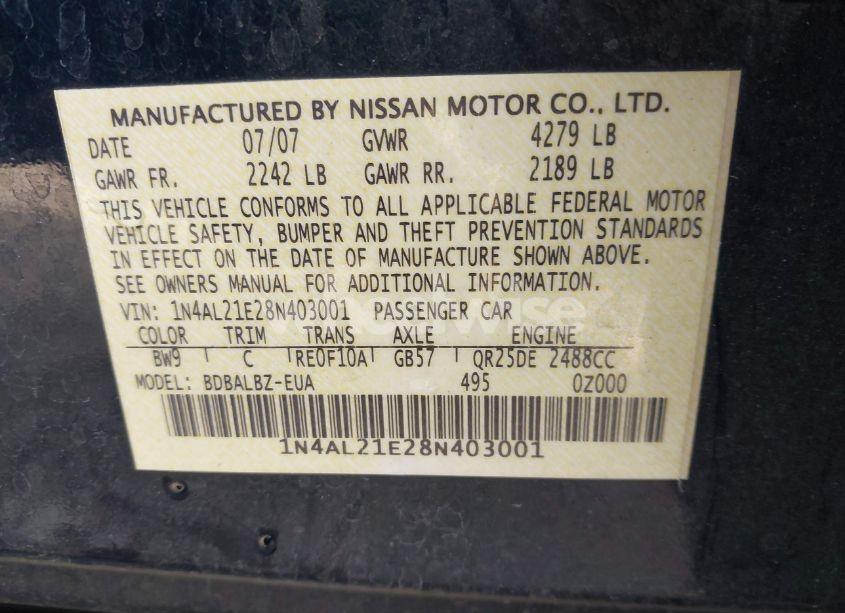 MANUFACTURED BY NISSAN MOTOR CO., LTD.
DATE 07/07 GVWR 4279 LB
GAWR FR. 2242 LB GAWR RR. 2189 LB
THIS VEHICLE CONFORMS TO ALL APPLICABLE FEDERAL MOTOR
VEHICLE SAFETY, BUMPER AND THEFT PREVENTION STANDARDS
IN EFFECT ON THE DATE OF MANUFACTURE SHOWN ABOVE.
SEE OWNERS MANUAL FOR ADDITIONAL INFORMATION.
VIN: 1N4AL21E28N403001 PASSENGER CAR
COLOR TRIM TRANS AXLE ENGINE
BW9 C RE0F10A GB57 QR25DE 2488CC
MODEL: BDBALBZ-EUA 495 0Z000
1N4AL21E28N403001